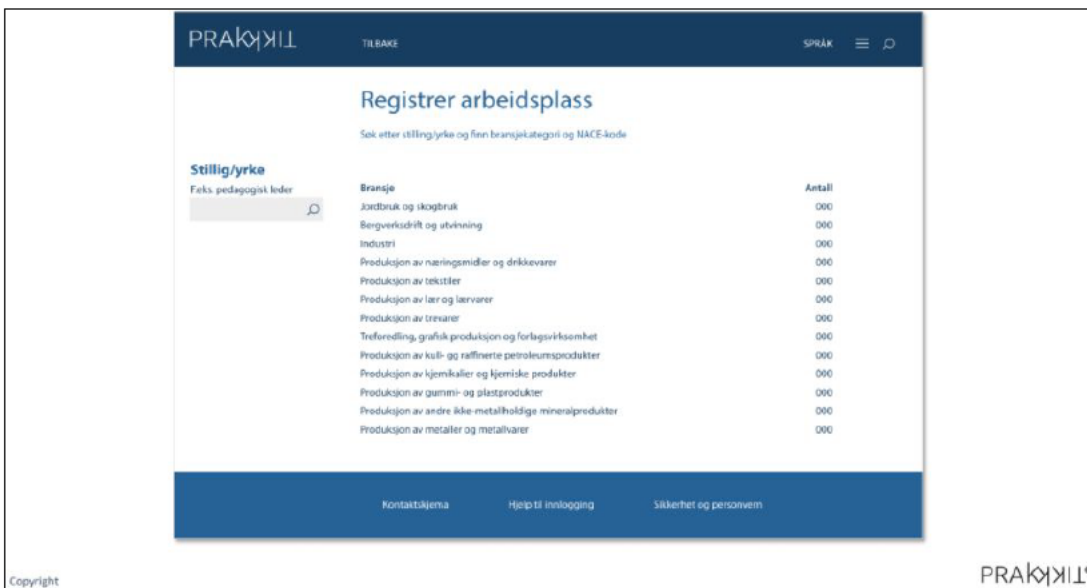 PRAKKKIT
TILBAKE
SPRÅK
Registrer arbeidsplass
Søk etter stilling/yrke og finn bransjekategori og NACE-kode
Stillig/yrke
F.eks. pedagogisk leder
Bransje Antall
Jordbruk og skogbruk 000
Bergverksdrift og utvinning 000
Industri 000
Produksjon av næringsmidler og drikkevarer 000
Produksjon av tekstiler 000
Produksjon av lær og lærvarer 000
Produksjon av trevarer 000
Treforedling, grafisk produksjon og forlagsvirksomhet 000
Produksjon av kull- og raffinerte petroleumsprodukter 000
Produksjon av kjemikalier og kjemiske produkter 000
Produksjon av gummi- og plastprodukter 000
Produksjon av andre ikke-metallholdige mineralprodukter 000
Produksjon av metaller og metallvarer 000
Kontaktskjema
Hjelp til innlogging
Sikkerhet og personvern
Copyright
PRAKKKIT